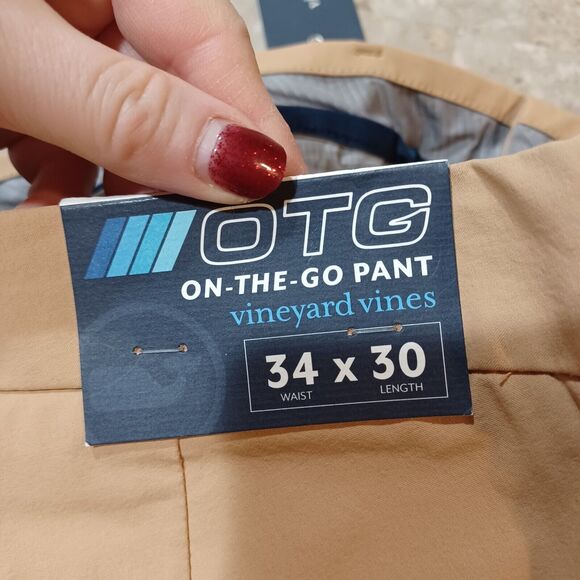 OTG
ON-THE-GO PANT
vineyard vines
34 x 30
WAIST LENGTH